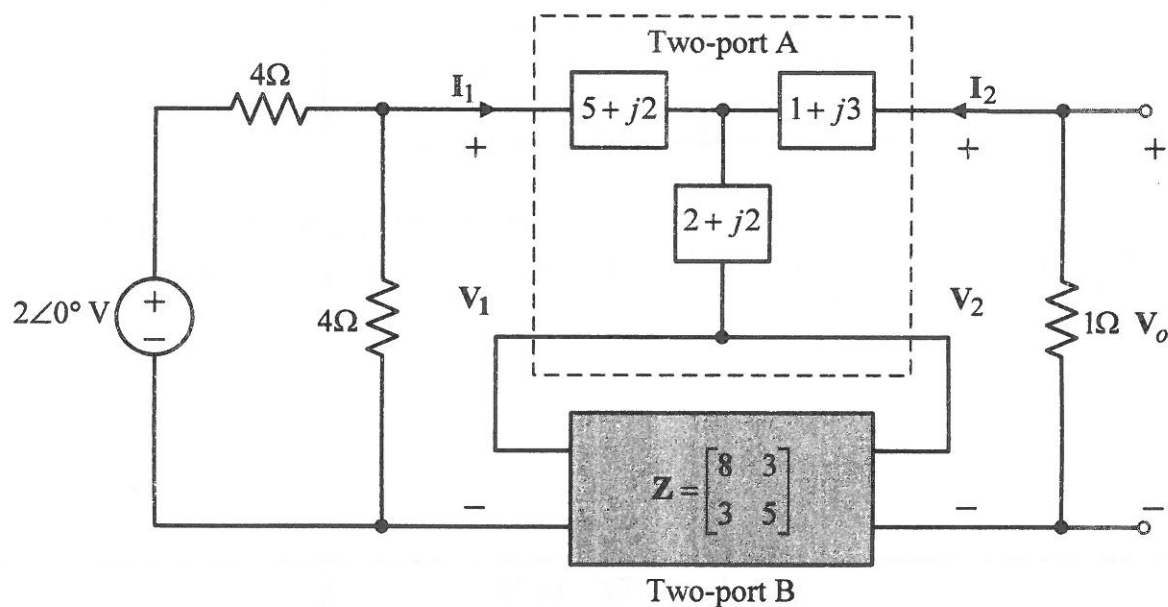 Two-port A
4Ω
I₁
5 + j2
1 + j3
I₂
+
+
+
2 + j2
2∠0° V
+
−
4Ω
V₁
V₂
1Ω
Vₒ
Z = [8 3
3 5]
−
−
−
Two-port B